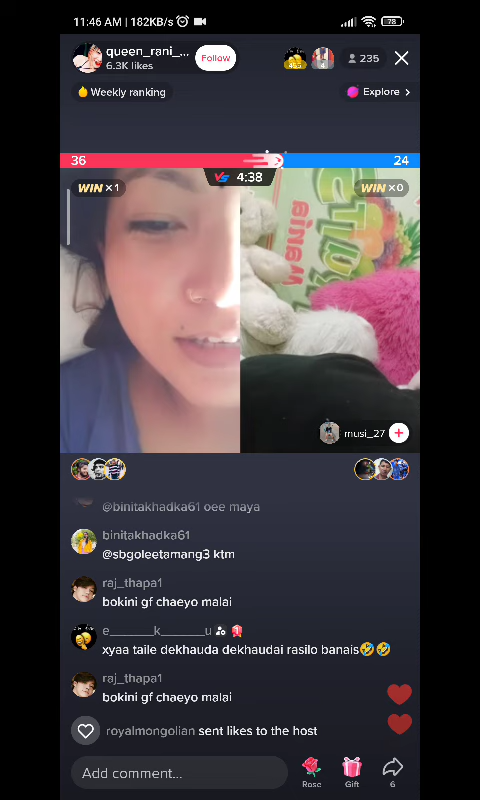 11:46 AM | 182KB/s
78
queen_rani_...
6.3K likes
Follow
235
Weekly ranking
Explore
36
24
WIN ×1
VS 4:38
WIN ×0
musi_27
@binitakhadka61 oee maya
binitakhadka61
@sbgoleetamang3 ktm
raj_thapa1
bokini gf chaeyo malai
e______k______u
xyaa taile dekhauda dekhaudai rasilo banais🤣🤣
raj_thapa1
bokini gf chaeyo malai
royalmongolian sent likes to the host
Add comment...
Rose
Gift
6